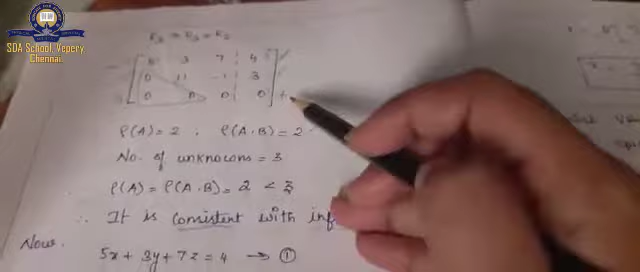 SDA School, Vepery
Chennai
R3 → R3 - R2
5 3 7 4
0 11 -1 3
0 0 0 0
ρ(A) = 2 ; ρ(A·B) = 2
No. of unknowns = 3
ρ(A) = ρ(A·B) = 2 < 3
∴ It is consistent with inf
Now.
5x + 3y + 7z = 4 → ①